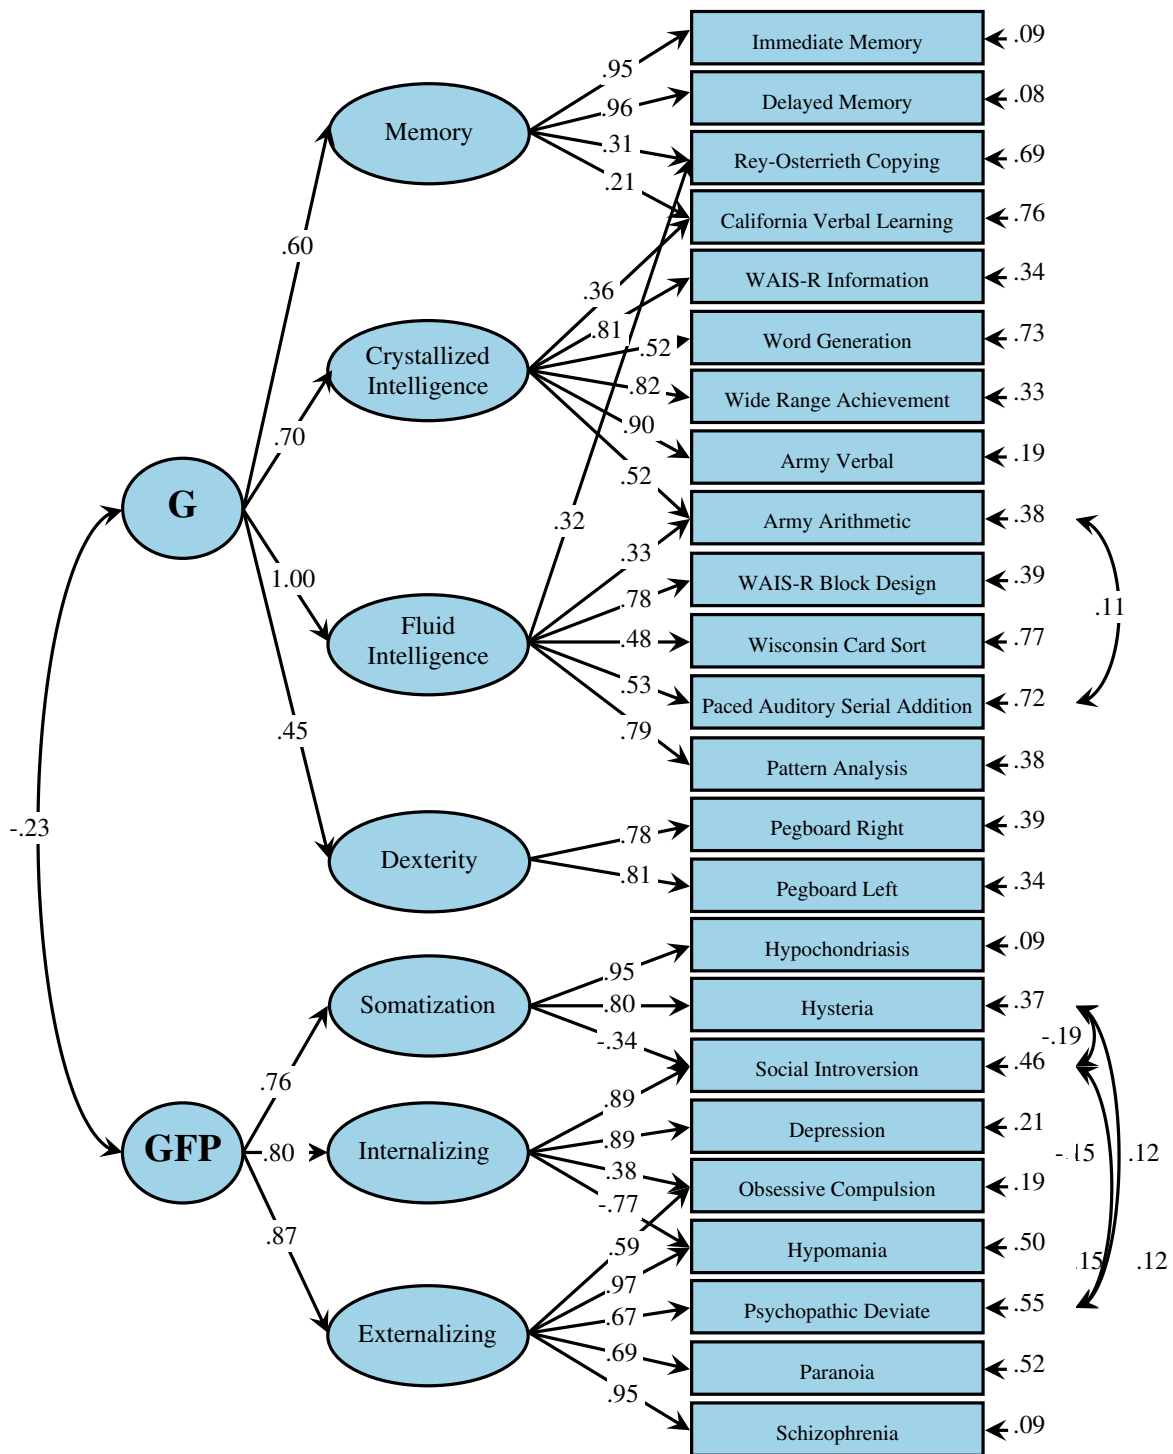 Immediate Memory
.09
.95
Delayed Memory
.08
.96
Memory
Rey-Osterrieth Copying
.69
.31
.21
California Verbal Learning
.76
.60
WAIS-R Information
.34
.36
.81
Word Generation
.73
.52
Crystallized
Intelligence
.82
Wide Range Achievement
.33
.90
.70
Army Verbal
.19
.52
G
Army Arithmetic
.38
.32
.33
1.00
WAIS-R Block Design
.39
.78
.11
Fluid
Intelligence
.48
Wisconsin Card Sort
.77
.53
Paced Auditory Serial Addition
.72
.45
.79
Pattern Analysis
.38
-.23
Pegboard Right
.39
.78
Dexterity
.81
Pegboard Left
.34
Hypochondriasis
.09
.95
Somatization
.80
Hysteria
.37
-.34
-.19
Social Introversion
.46
.76
.89
Depression
.21
.89
GFP
.80
Internalizing
-.15
.12
.38
Obsessive Compulsion
.19
-.77
.87
.59
Hypomania
.50
.15
.12
.97
.67
Psychopathic Deviate
.55
Externalizing
.69
Paranoia
.52
.95
Schizophrenia
.09